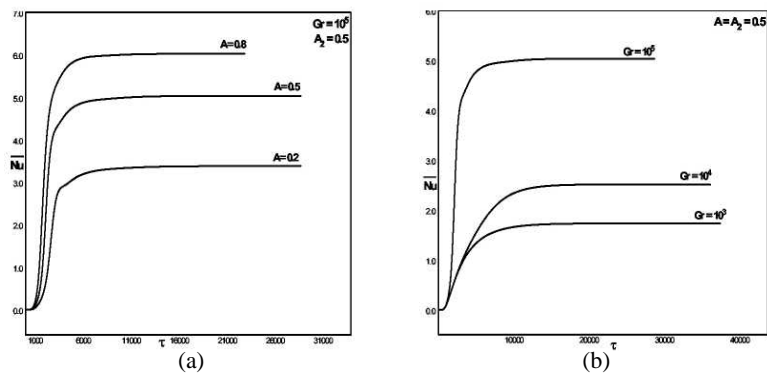 7.0
6.0
5.0
4.0
Nu
3.0
2.0
1.0
0.0
A=0.8
A=0.5
A=0.2
Gr=10⁵
A₂=0.5
1000
6000
11000
τ
16000
21000
26000
31000
(a)
6.0
5.0
4.0
3.0
Nu
2.0
1.0
0.0
A=A₂=0.5
Gr=10⁵
Gr=10⁴
Gr=10³
10000
20000
τ
30000
40000
(b)